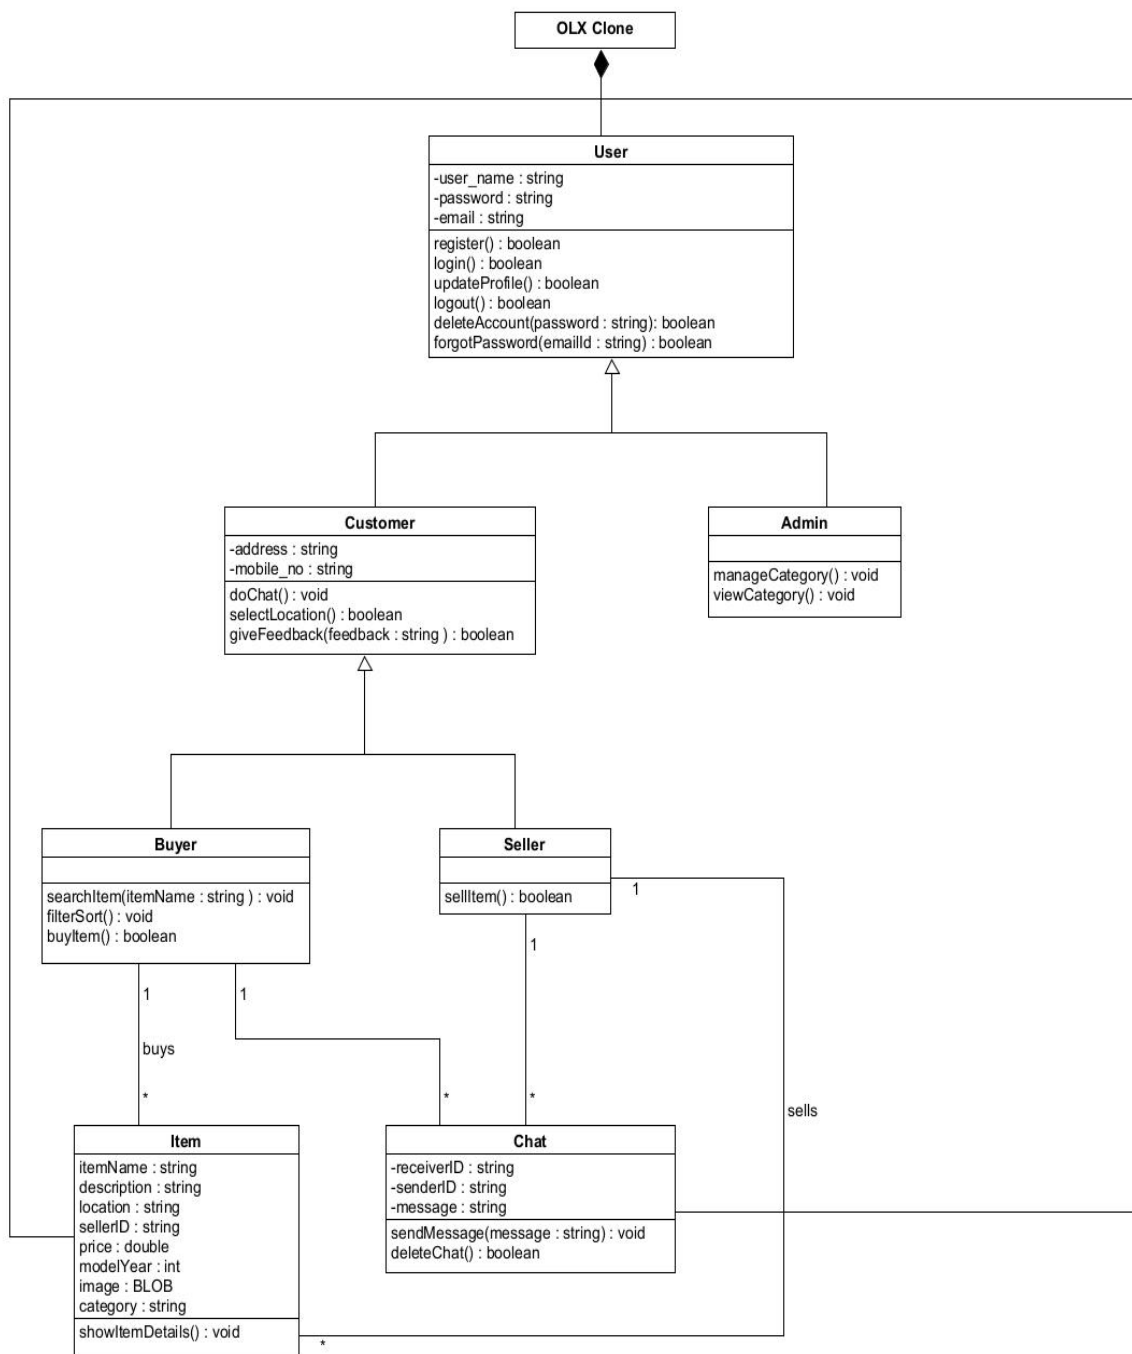 OLX Clone
User
-user_name : string
-password : string
-email : string
register() : boolean
login() : boolean
updateProfile() : boolean
logout() : boolean
deleteAccount(password : string): boolean
forgotPassword(emailId : string) : boolean
Customer
-address : string
-mobile_no : string
doChat() : void
selectLocation() : boolean
giveFeedback(feedback : string ) : boolean
Admin
manageCategory() : void
viewCategory() : void
Buyer
searchItem(itemName : string ) : void
filterSort() : void
buyItem() : boolean
Seller
sellItem() : boolean
1
1
1
1
buys
*
*
*
sells
Item
itemName : string
description : string
location : string
sellerID : string
price : double
modelYear : int
image : BLOB
category : string
showItemDetails() : void
Chat
-receiverID : string
-senderID : string
-message : string
sendMessage(message : string) : void
deleteChat() : boolean
*